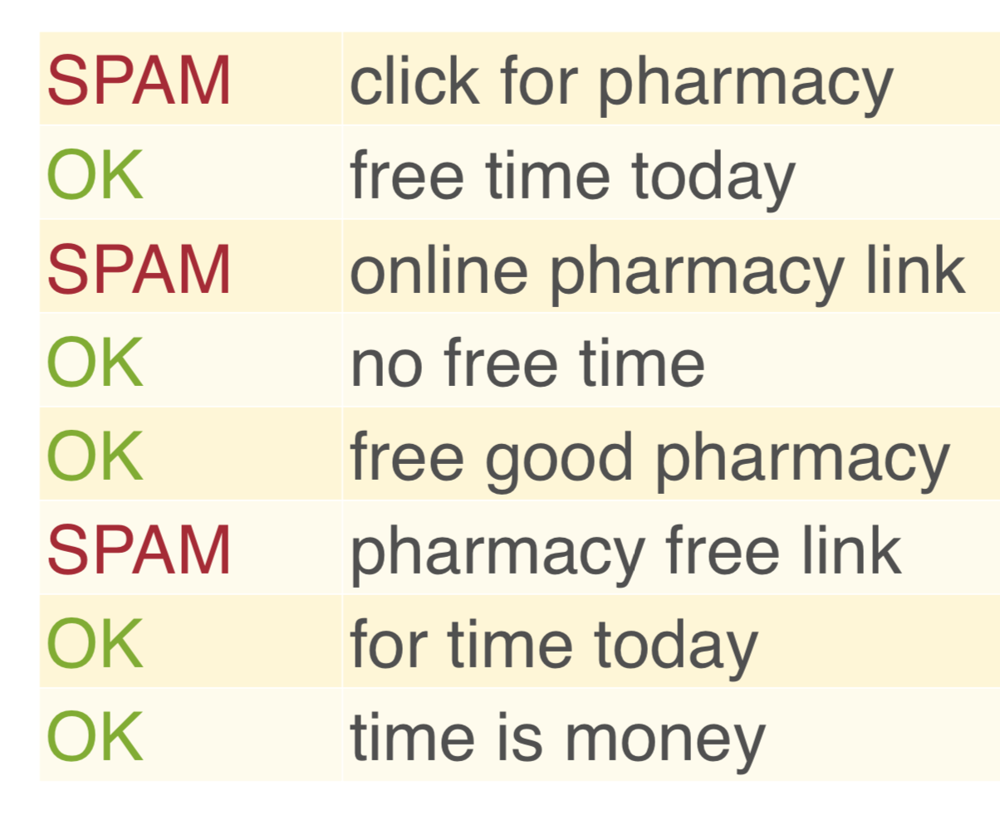 SPAM click for pharmacy
OK free time today
SPAM online pharmacy link
OK no free time
OK free good pharmacy
SPAM pharmacy free link
OK for time today
OK time is money